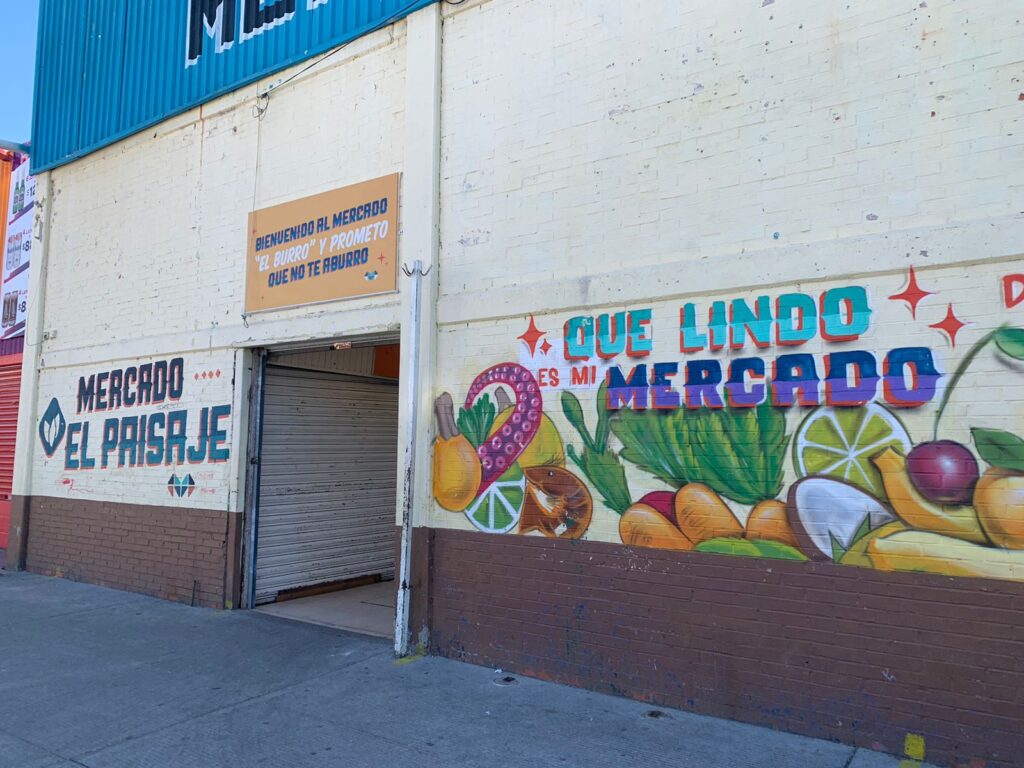 BIENVENIDO AL MERCADO
"EL BURRO" Y PROMETO
QUE NO TE ABURRO
MERCADO
EL PAISAJE
QUE LINDO
ES MI MERCADO